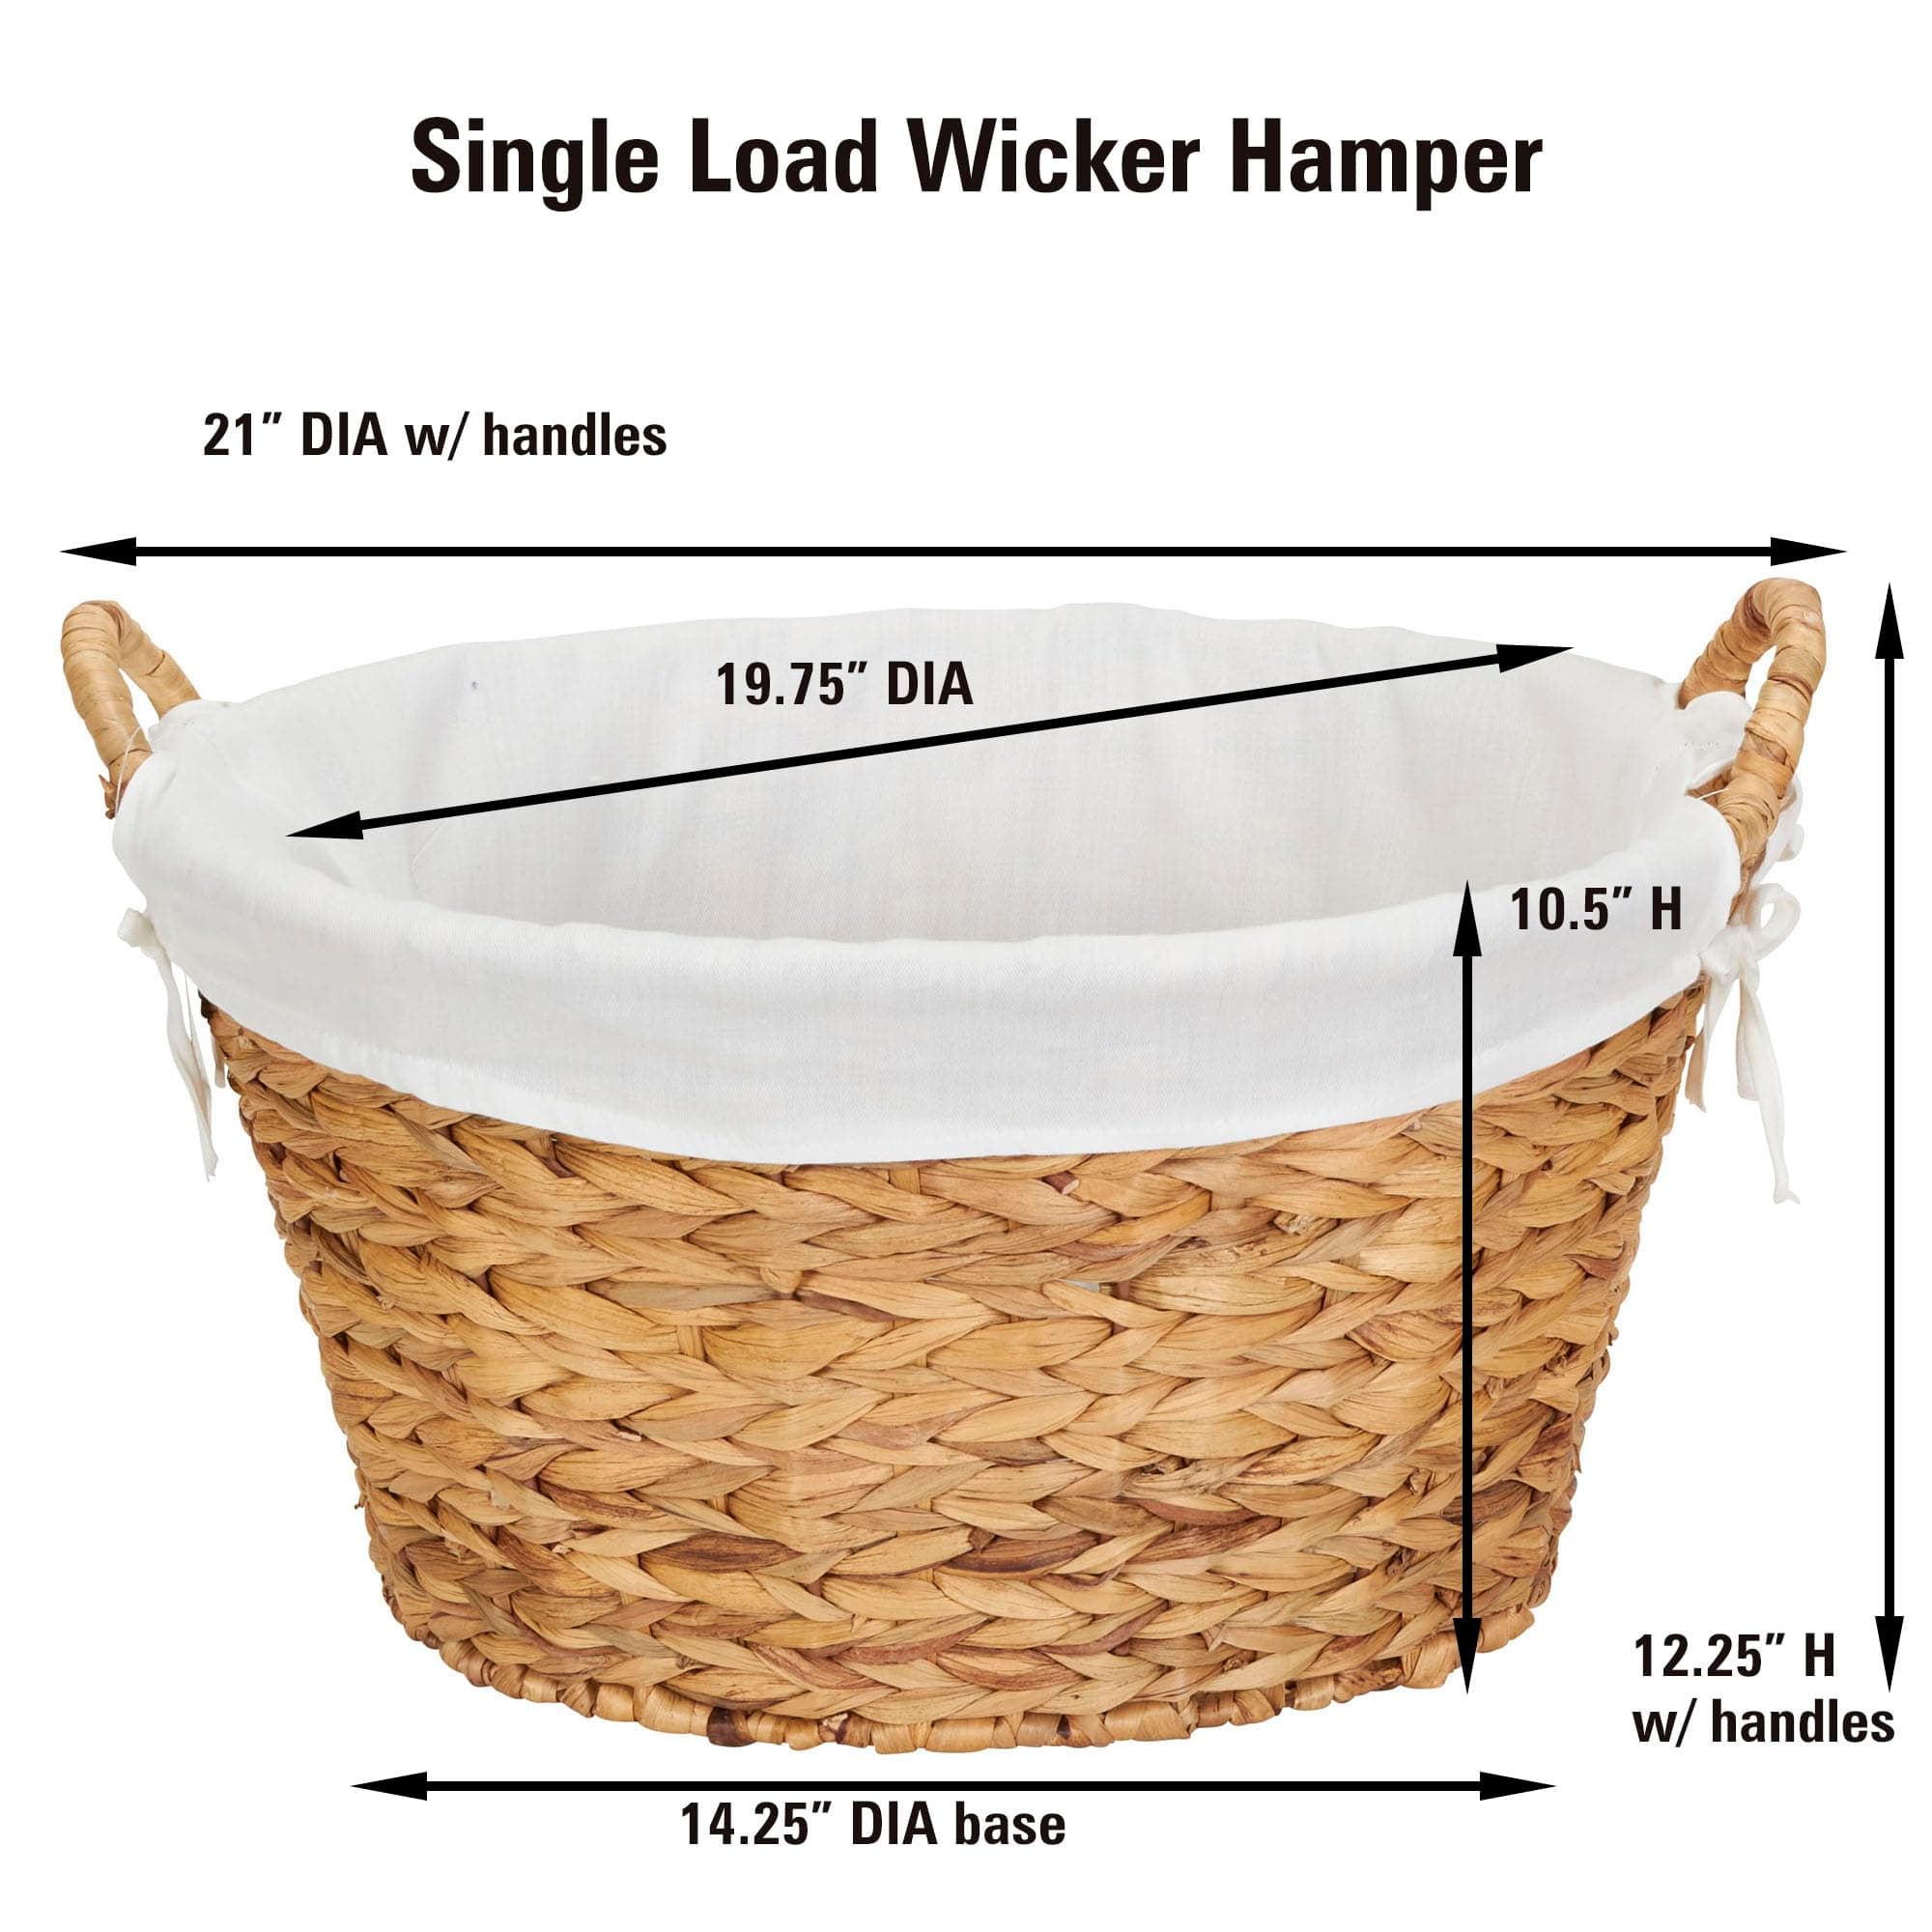 Single Load Wicker Hamper
21” DIA w/ handles
19.75” DIA
10.5” H
12.25” H
w/ handles
14.25” DIA base